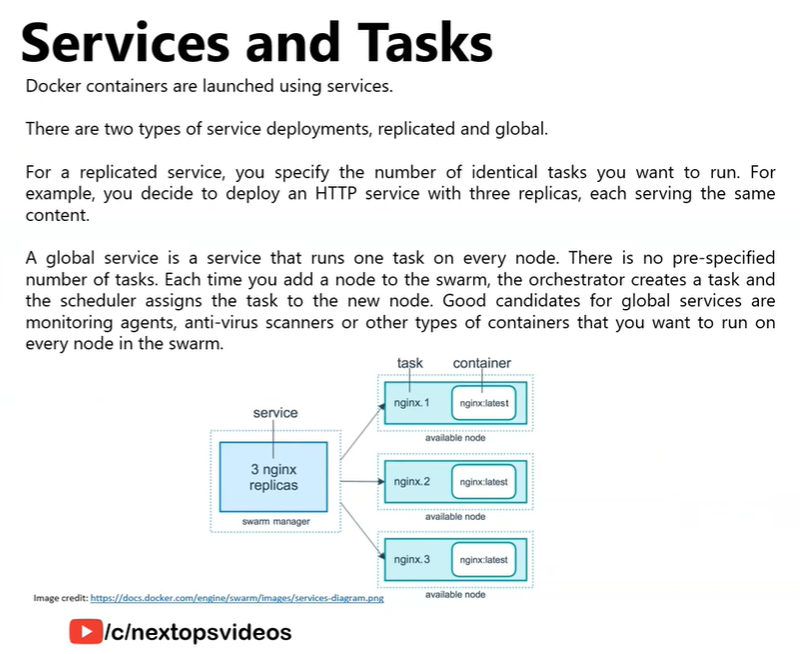 Services and Tasks
Docker containers are launched using services.
There are two types of service deployments, replicated and global.
For a replicated service, you specify the number of identical tasks you want to run. For
example, you decide to deploy an HTTP service with three replicas, each serving the same
content.
A global service is a service that runs one task on every node. There is no pre-specified
number of tasks. Each time you add a node to the swarm, the orchestrator creates a task and
the scheduler assigns the task to the new node. Good candidates for global services are
monitoring agents, anti-virus scanners or other types of containers that you want to run on
every node in the swarm.
task container
nginx.1 nginx:latest
available node
service
3 nginx
replicas
swarm manager
nginx.2 nginx:latest
available node
nginx.3 nginx:latest
available node
Image credit: https://docs.docker.com/engine/swarm/images/services-diagram.png
/c/nextopsvideos